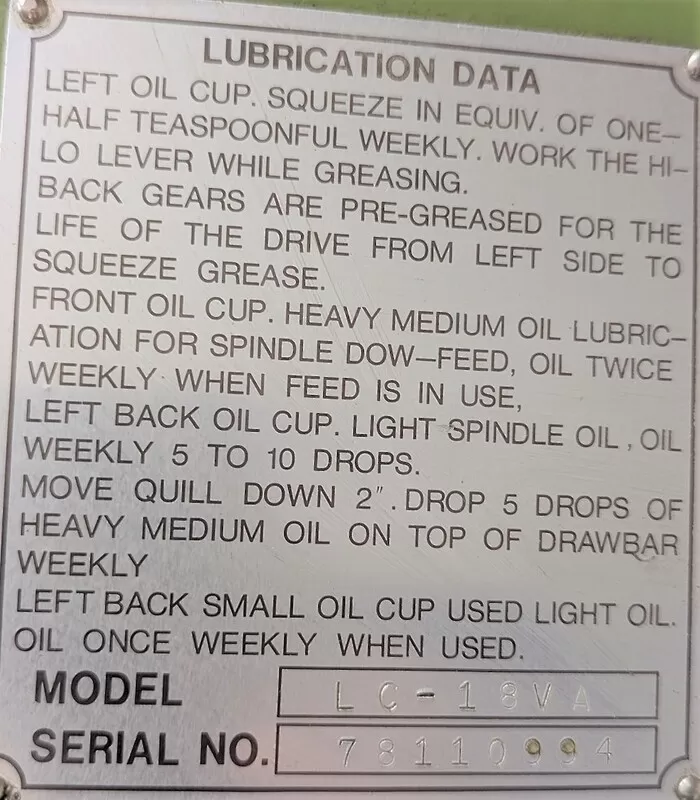 LUBRICATION DATA
LEFT OIL CUP. SQUEEZE IN EQUIV. OF ONE—
HALF TEASPOONFUL WEEKLY. WORK THE HI—
LO LEVER WHILE GREASING.
BACK GEARS ARE PRE-GREASED FOR THE
LIFE OF THE DRIVE FROM LEFT SIDE TO
SQUEEZE GREASE.
FRONT OIL CUP. HEAVY MEDIUM OIL LUBRIC—
ATION FOR SPINDLE DOW—FEED, OIL TWICE
WEEKLY WHEN FEED IS IN USE,
LEFT BACK OIL CUP. LIGHT SPINDLE OIL, OIL
WEEKLY 5 TO 10 DROPS.
MOVE QUILL DOWN 2". DROP 5 DROPS OF
HEAVY MEDIUM OIL ON TOP OF DRAWBAR
WEEKLY
LEFT BACK SMALL OIL CUP USED LIGHT OIL.
OIL ONCE WEEKLY WHEN USED.
MODEL LC-18VA
SERIAL NO. 78110994